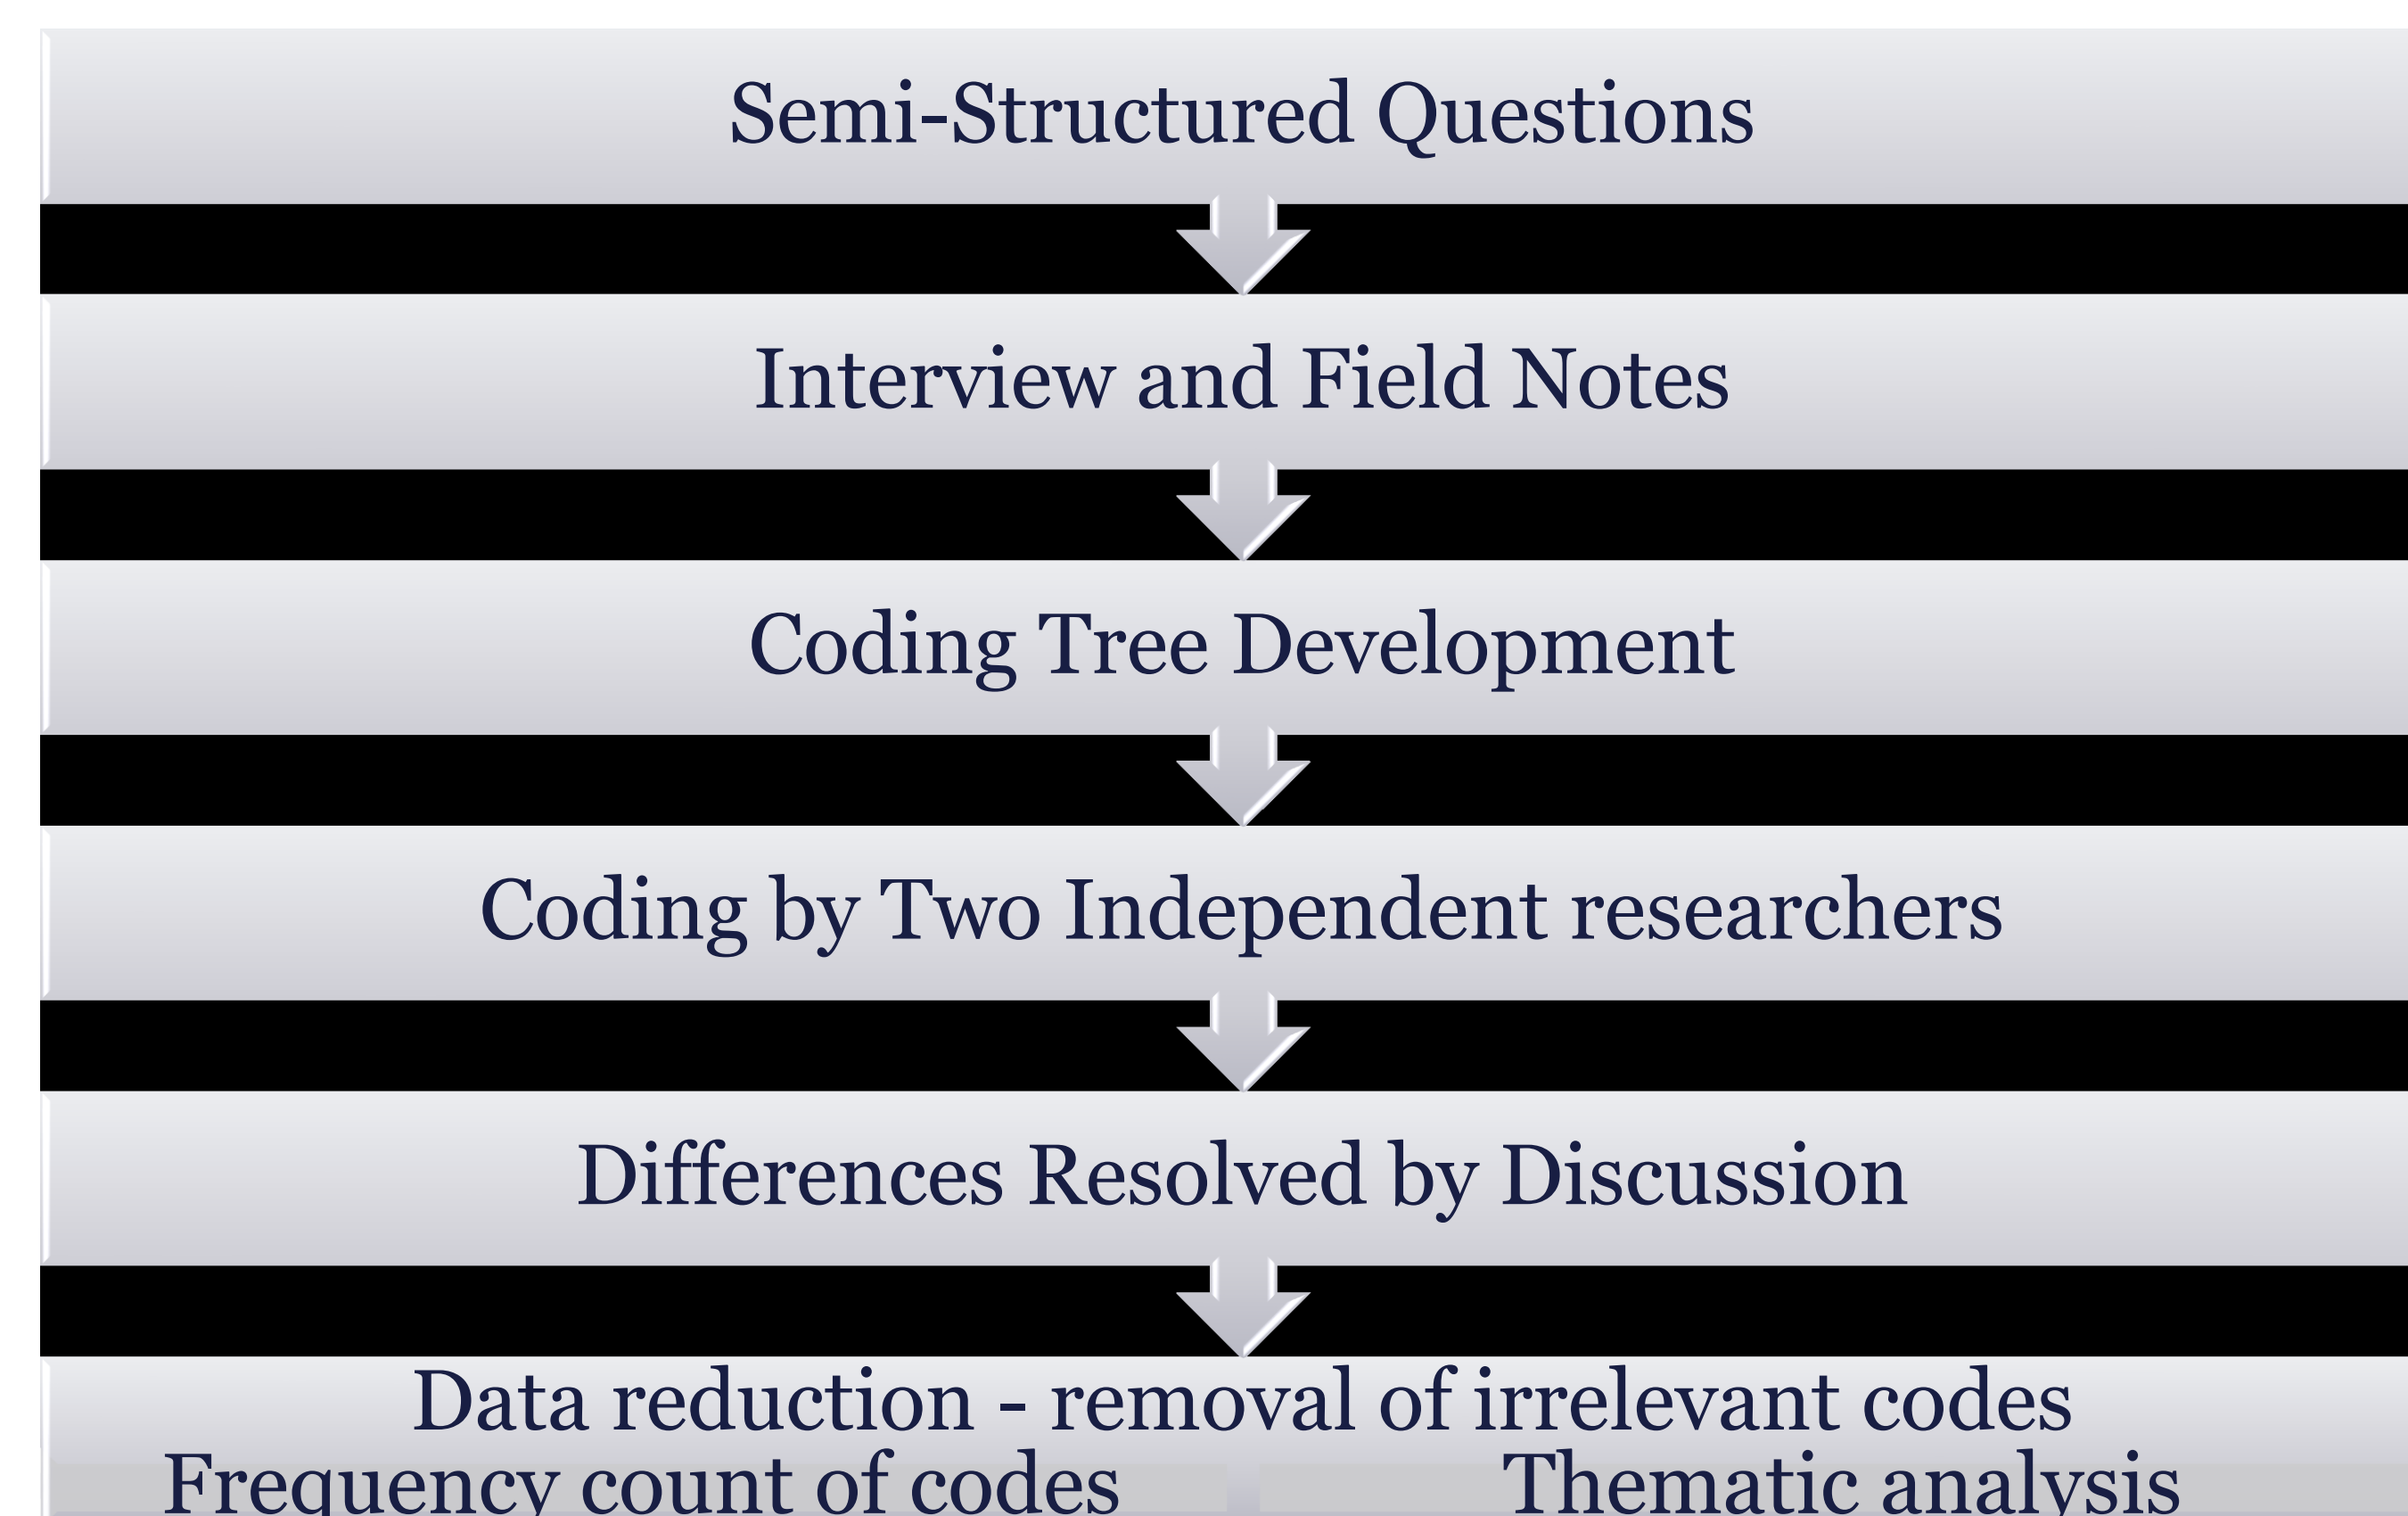 Semi-Structured Questions
Interview and Field Notes
Coding Tree Development
Coding by Two Independent researchers
Differences Resolved by Discussion
Data reduction - removal of irrelevant codes
Frequency count of codes
Thematic analysis